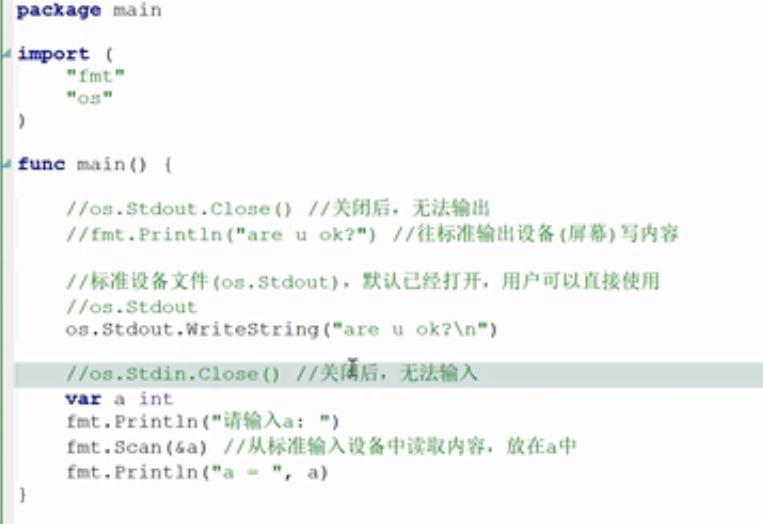 package main
import (
"fmt"
"os"
)
func main() {
//os.Stdout.Close() //关闭后，无法输出
//fmt.Println("are u ok?") //往标准输出设备(屏幕)写内容
//标准设备文件(os.Stdout)，默认已经打开，用户可以直接使用
//os.Stdout
os.Stdout.WriteString("are u ok?\n")
//os.Stdin.Close() //关闭后，无法输入
var a int
fmt.Println("请输入a: ")
fmt.Scan(&a) //从标准输入设备中读取内容，放在a中
fmt.Println("a = ", a)
}